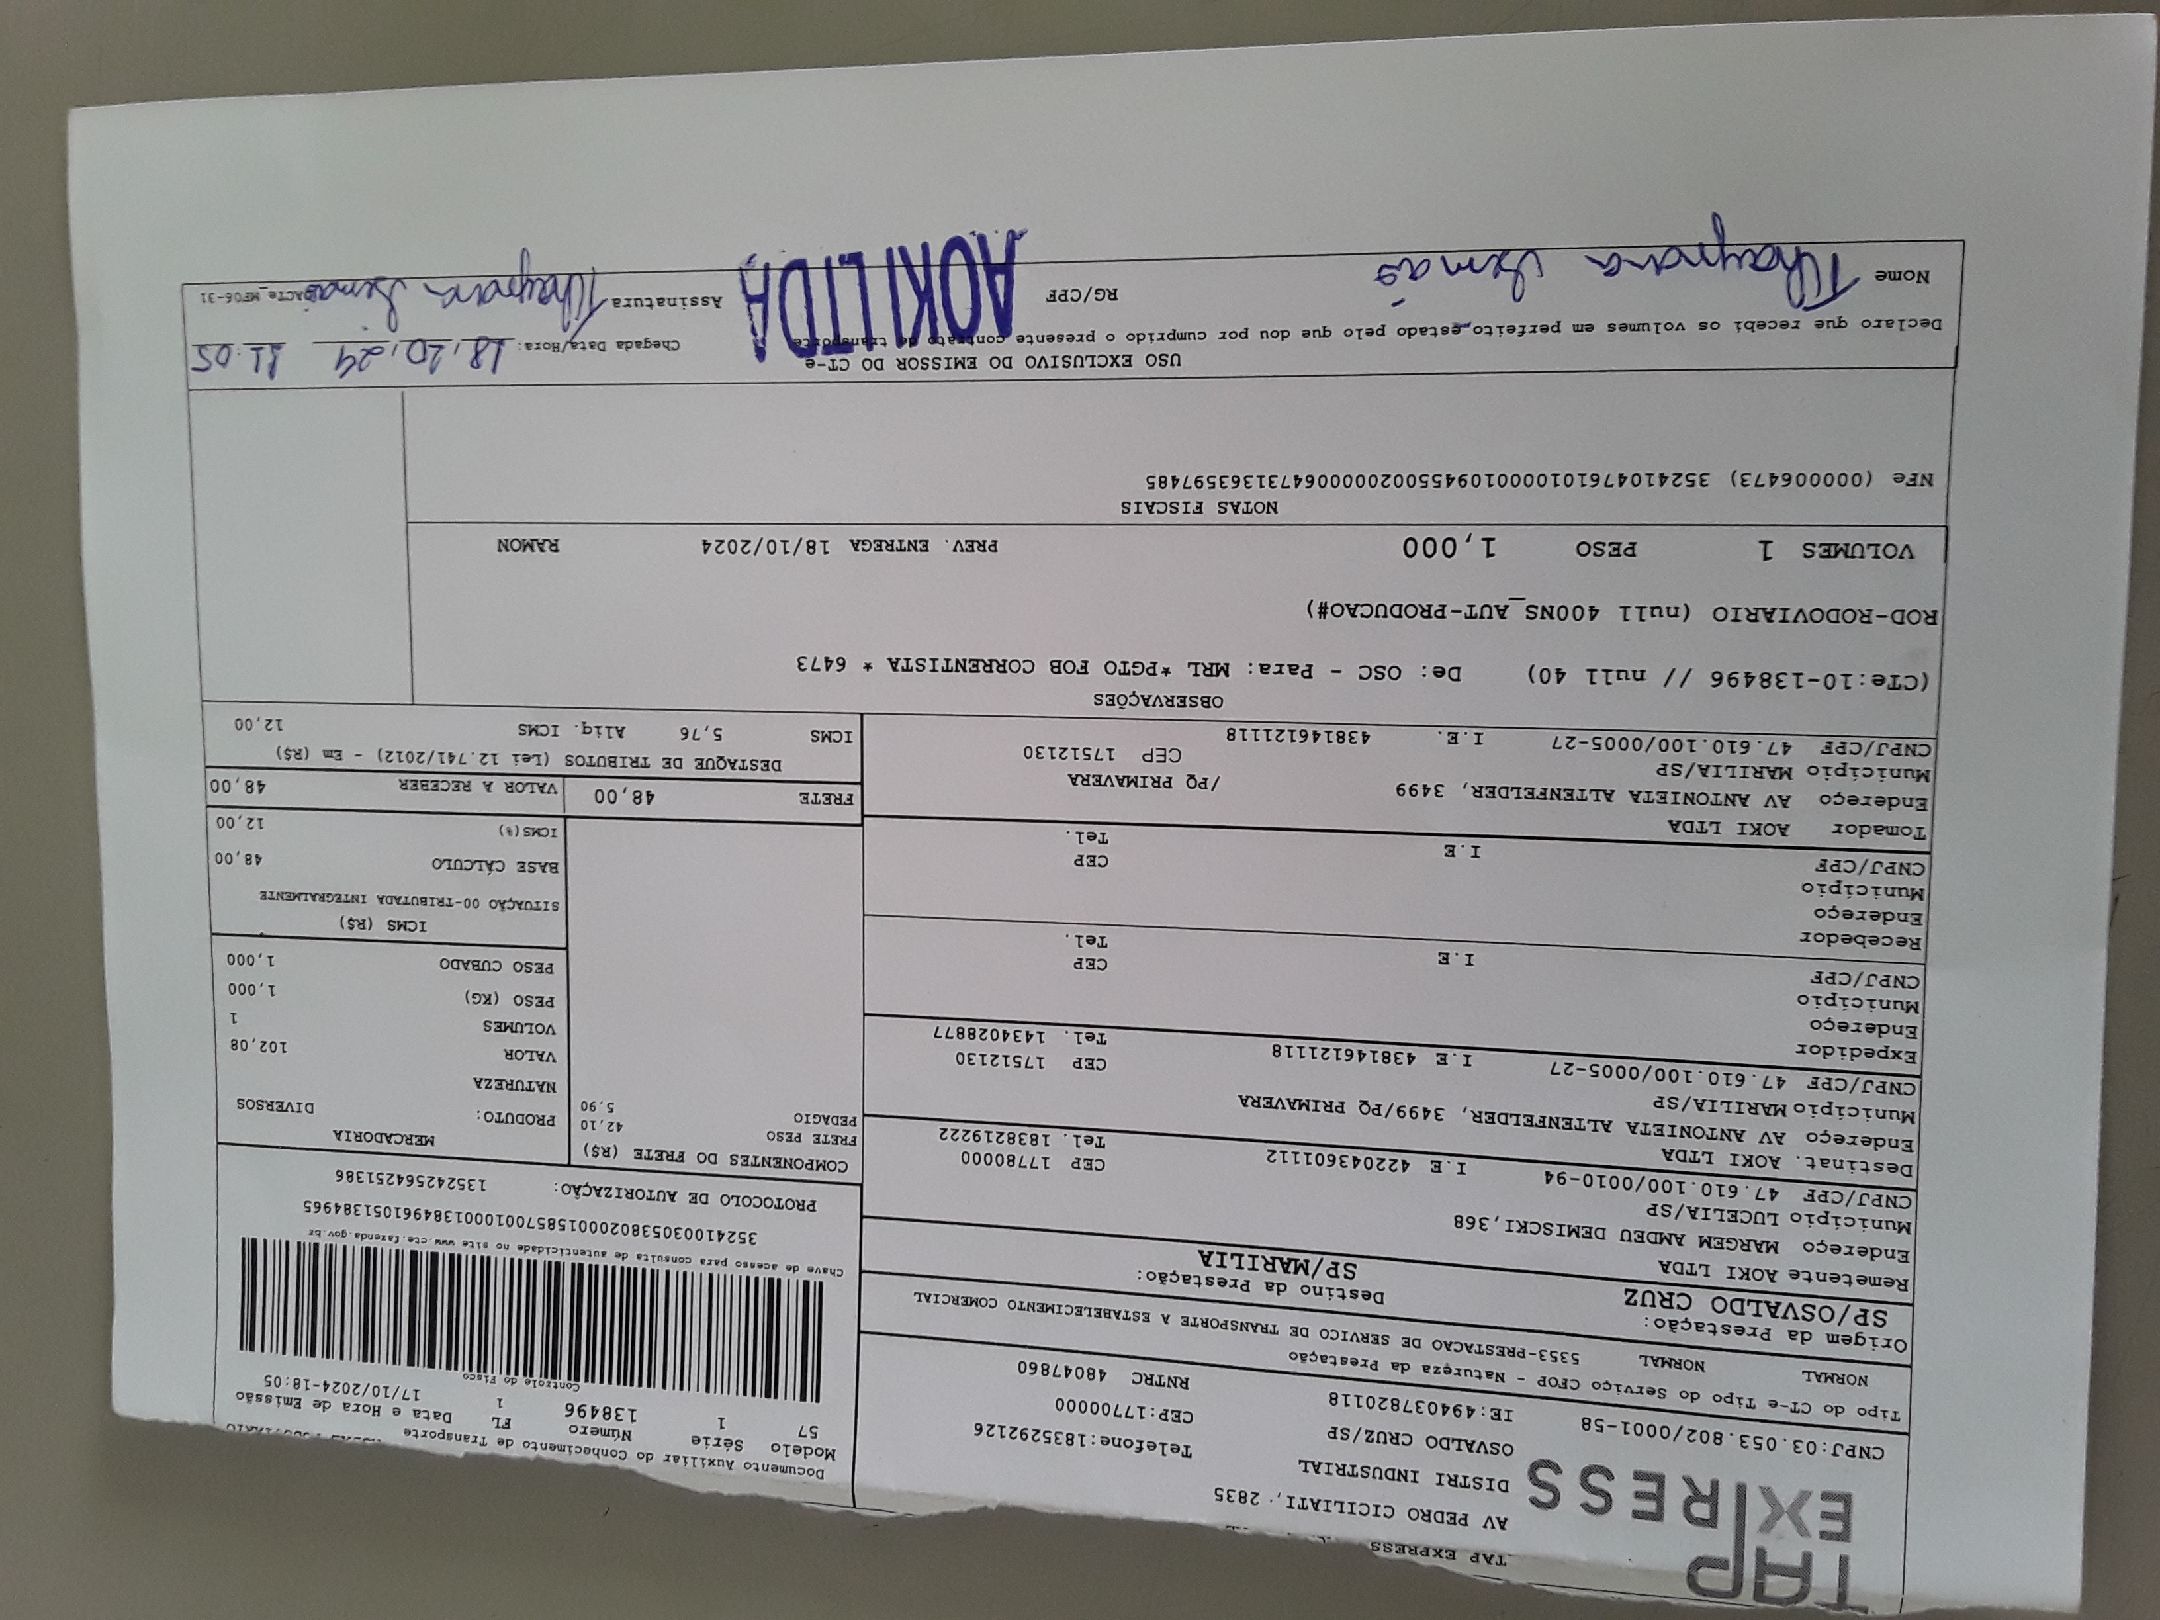 TAP
EXPRESS
TAP EXPRESS
AV PEDRO CICILIATI, 2835
DISTRI INDUSTRIAL
OSVALDO CRUZ/SP
Telefone:1835292126
CEP:17700000
CNPJ:03.053.802/0001-58 IE:494037820118 RNTRC 48047860
Documento Auxiliar do Conhecimento de Transporte
Modelo Série Número FL Data e Hora de Emissão
57 1 138496 1 17/10/2024-18:05
Controle do Fisco
Chave de acesso para consulta de autenticidade no site www.cte.fazenda.gov.br
35241003053802000158570010001384961051384965
PROTOCOLO DE AUTORIZAÇÃO: 135242564251386
Tipo do CT-e Tipo do Serviço CFOP - Natureza da Prestação
NORMAL NORMAL 5353-PRESTACAO DE SERVICO DE TRANSPORTE A ESTABELECIMENTO COMERCIAL
Origem da Prestação: Destino da Prestação:
SP/OSVALDO CRUZ SP/MARILIA
Remetente AOKI LTDA
Endereço MARGEM AMDEU DEMISCKI,368
Município LUCELIA/SP CEP 17780000
CNPJ/CPF 47.610.100/0010-94 I.E 422043601112 Tel. 1838219222
Destinat. AOKI LTDA
Endereço AV ANTONIETA ALTENFELDER, 3499/PQ PRIMAVERA
Município MARILIA/SP CEP 17512130
CNPJ/CPF 47.610.100/0005-27 I.E 438146121118 Tel. 1434028877
Expedidor
Endereço
Município CEP
CNPJ/CPF I.E Tel.
Recebedor
Endereço
Município CEP
CNPJ/CPF I.E Tel.
Tomador AOKI LTDA
Endereço AV ANTONIETA ALTENFELDER, 3499 /PQ PRIMAVERA
Município MARILIA/SP CEP 17512130
CNPJ/CPF 47.610.100/0005-27 I.E. 438146121118
COMPONENTES DO FRETE (R$)
FRETE PESO 42,10
PEDAGIO 5,90
MERCADORIA
PRODUTO: DIVERSOS
NATUREZA
VALOR 102,08
VOLUMES 1
PESO (KG) 1,000
PESO CUBADO 1,000
ICMS (R$)
SITUAÇÃO 00-TRIBUTADA INTEGRALMENTE
BASE CÁLCULO 48,00
ICMS(%) 12,00
FRETE 48,00 VALOR A RECEBER 48,00
DESTAQUE DE TRIBUTOS (Lei 12.741/2012) - Em (R$)
ICMS 5,76 Aliq. ICMS 12,00
OBSERVAÇÕES
(CTe:10-138496 // null 40) De: OSC - Para: MRL *PGTO FOB CORRENTISTA * 6473
ROD-RODOVIARIO (null 400NS_AUT-PRODUCAO#)
VOLUMES 1 PESO 1,000 PREV. ENTREGA 18/10/2024 RAMON
NOTAS FISCAIS
NFe (000006473) 35241047610100001094550020000064731363597485
USO EXCLUSIVO DO EMISSOR DO CT-e
Declaro que recebi os volumes em perfeito estado pelo que dou por cumprido o presente contrato de transporte
Chegada Data/Hora: 18,10,24 11:05
Nome Thaynara RG/CPF Assinatura Thaynara DACTe_MF06-31
AOKI LTDA